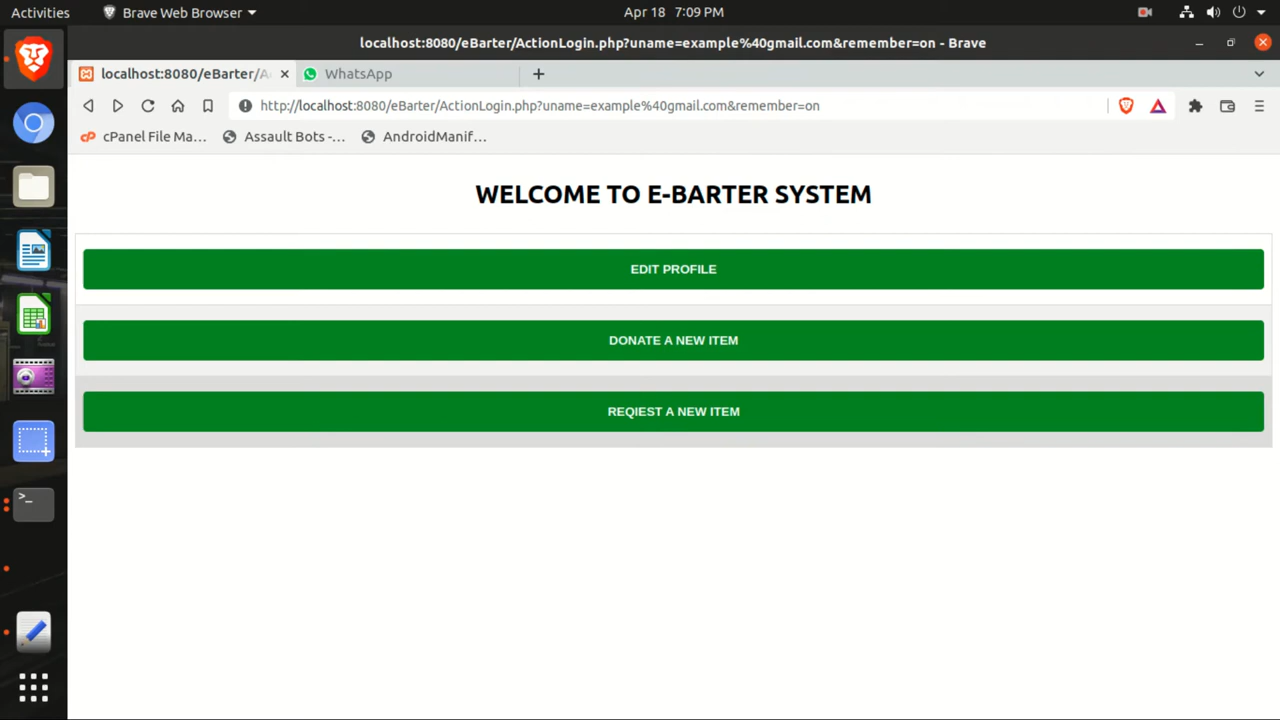 Activities
Brave Web Browser
Apr 18 7:09 PM
localhost:8080/eBarter/ActionLogin.php?uname=example%40gmail.com&remember=on - Brave
localhost:8080/eBarter/A
WhatsApp
http://localhost:8080/eBarter/ActionLogin.php?uname=example%40gmail.com&remember=on
cPanel File Ma...
Assault Bots -...
AndroidManif...
WELCOME TO E-BARTER SYSTEM
EDIT PROFILE
DONATE A NEW ITEM
REQIEST A NEW ITEM